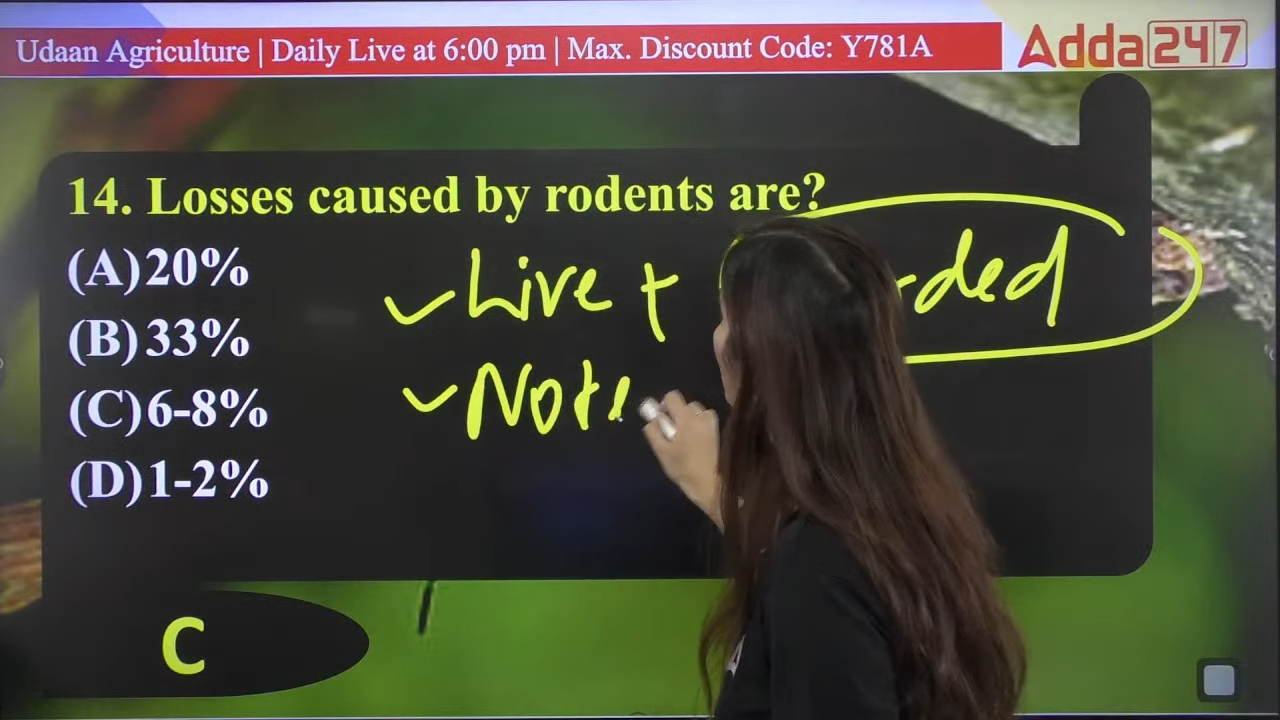 Udaan Agriculture | Daily Live at 6:00 pm | Max. Discount Code: Y781A
Adda247
14. Losses caused by rodents are?
(A) 20%
(B) 33%
(C) 6-8%
(D) 1-2%
Live +
Note
C